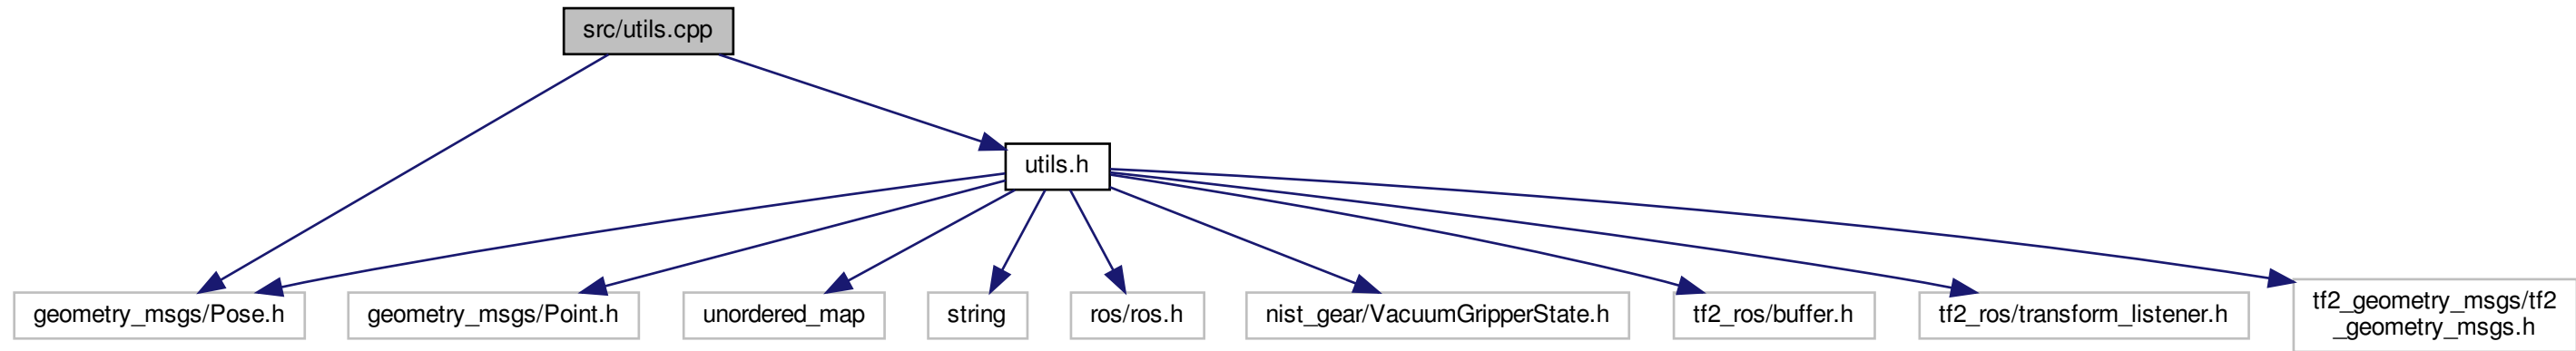 src/utils.cpp
utils.h
geometry_msgs/Pose.h
geometry_msgs/Point.h
unordered_map
string
ros/ros.h
nist_gear/VacuumGripperState.h
tf2_ros/buffer.h
tf2_ros/transform_listener.h
tf2_geometry_msgs/tf2
_geometry_msgs.h